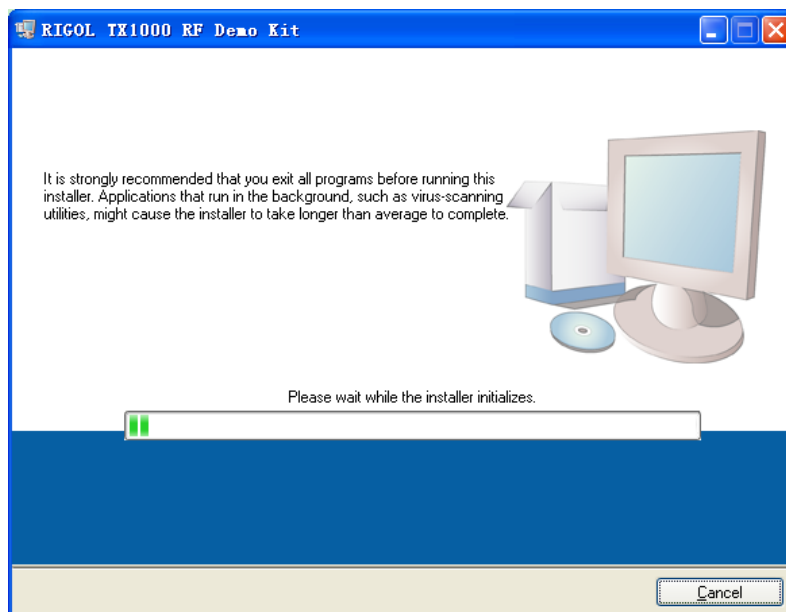 RIGOL TX1000 RF Demo Kit
It is strongly recommended that you exit all programs before running this
installer. Applications that run in the background, such as virus-scanning
utilities, might cause the installer to take longer than average to complete.
Please wait while the installer initializes.
Cancel